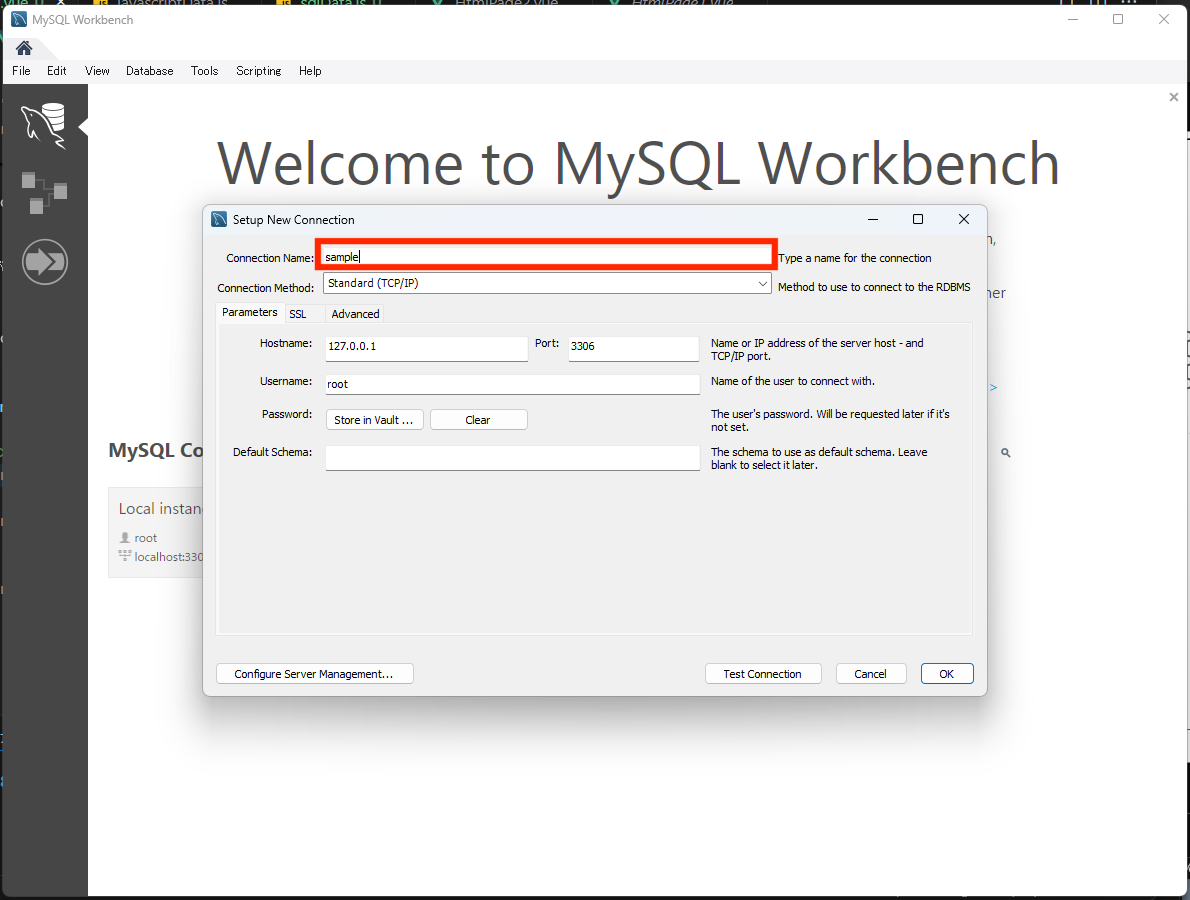 MySQL Workbench
File Edit View Database Tools Scripting Help
Welcome to MySQL Workbench
Setup New Connection
Connection Name: sample Type a name for the connection
Connection Method: Standard (TCP/IP) Method to use to connect to the RDBMS
Parameters SSL Advanced
Hostname: 127.0.0.1 Port: 3306 Name or IP address of the server host - and
TCP/IP port.
Username: root Name of the user to connect with.
Password: Store in Vault ... Clear The user's password. Will be requested later if it's
not set.
Default Schema: The schema to use as default schema. Leave
blank to select it later.
MySQL Co
Local instan
root
localhost:330
Configure Server Management... Test Connection Cancel OK